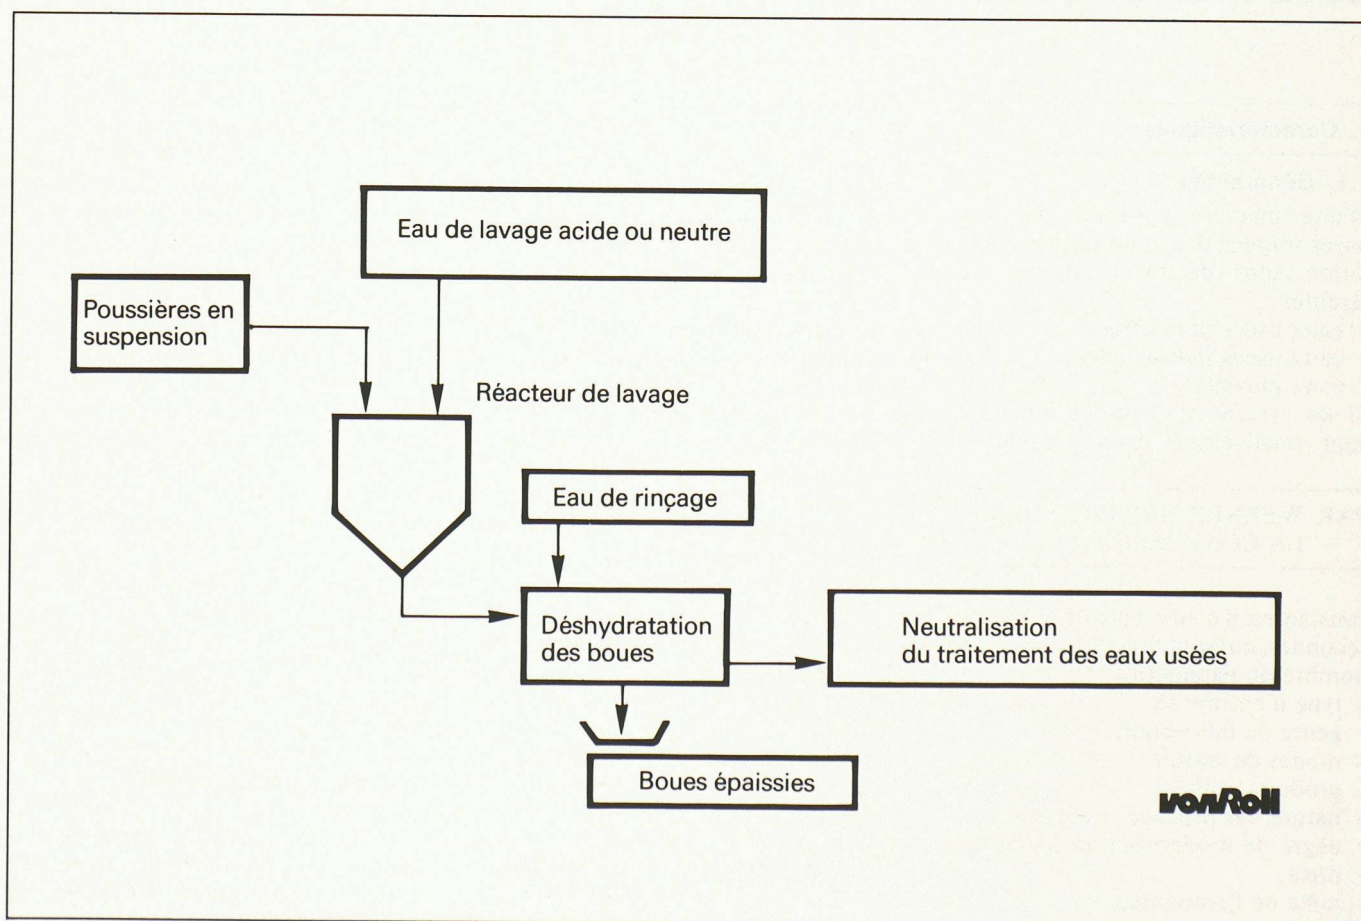 Eau de lavage acide ou neutre
Poussières en
suspension
Réacteur de lavage
Eau de rinçage
Déshydratation
des boues
Neutralisation
du traitement des eaux usées
Boues épaissies
vonRoll